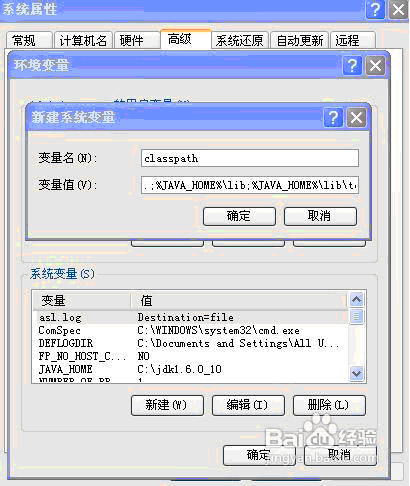 系统属性
常规 计算机名 硬件 高级 系统还原 自动更新 远程
环境变量
新建系统变量
变量名(N): classpath
变量值(V): .;%JAVA_HOME%\lib;%JAVA_HOME%\lib\to
确定 取消
系统变量(S)
变量 值
asl.log Destination=file
ComSpec C:\WINDOWS\system32\cmd.exe
DEFLOGDIR C:\Documents and Settings\All U...
FP_NO_HOST_C... NO
JAVA_HOME C:\jdk1.6.0_10
新建(W) 编辑(I) 删除(L)
确定 取消
Baidu 经验
jingyan.baidu.com